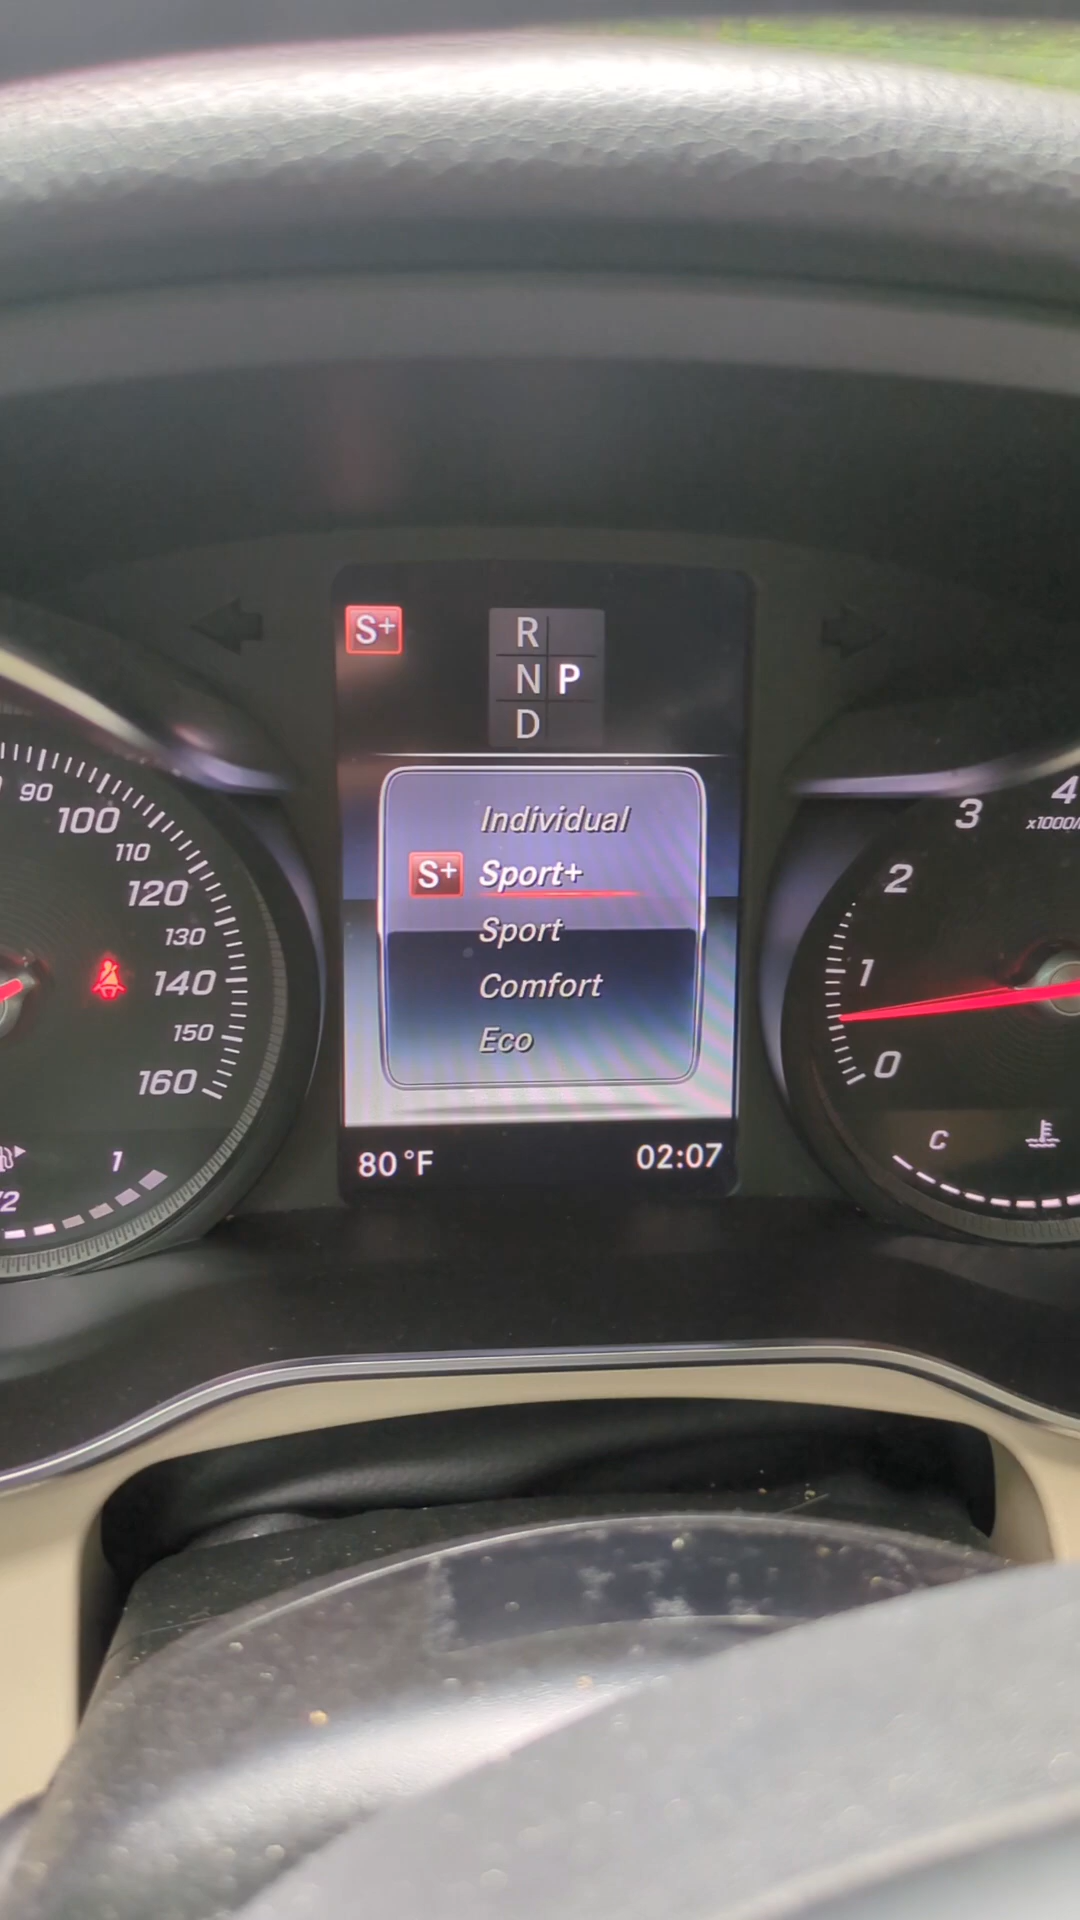 S+
R
N P
D
Individual
S+ Sport+
Sport
Comfort
Eco
80 °F 02:07
90
100
110
120
130
140
150
160
1
/2
4
3
x1000/
2
1
0
C